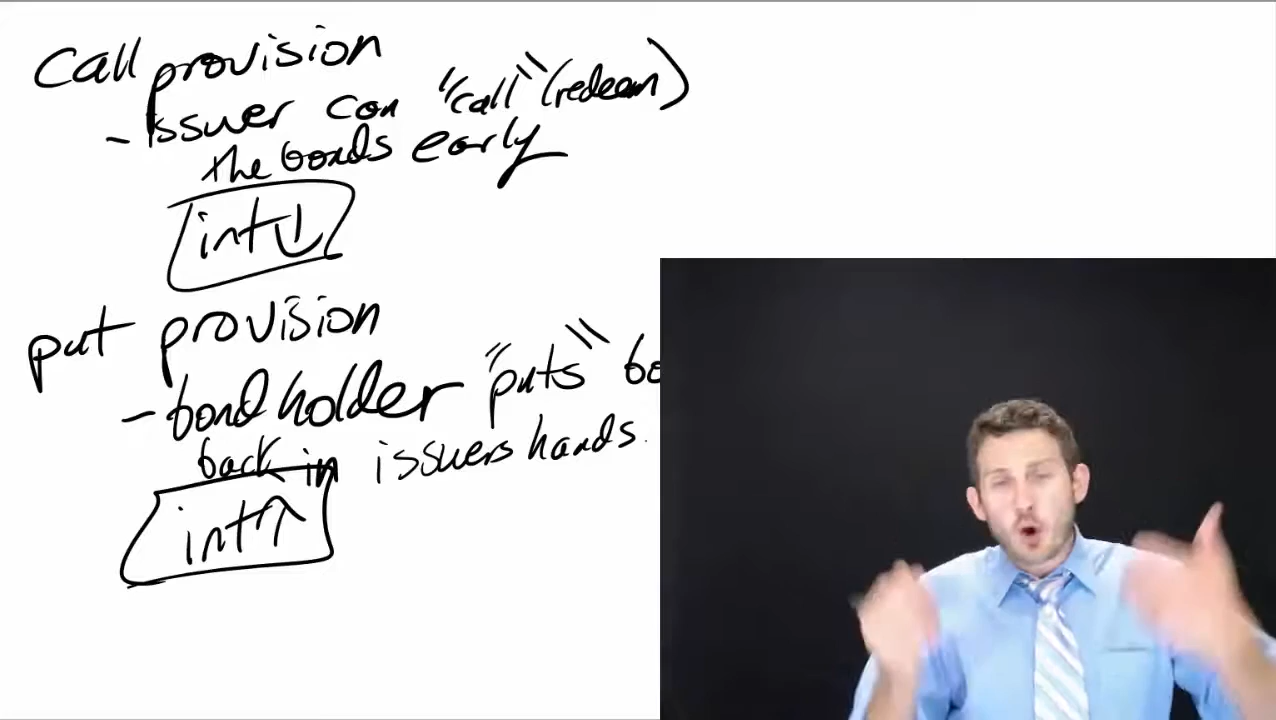 Call provision
- issuer can "call" (redeem)
the bonds early
int↓
put provision
- bondholder "puts" bo
back in issuers hands.
int↑